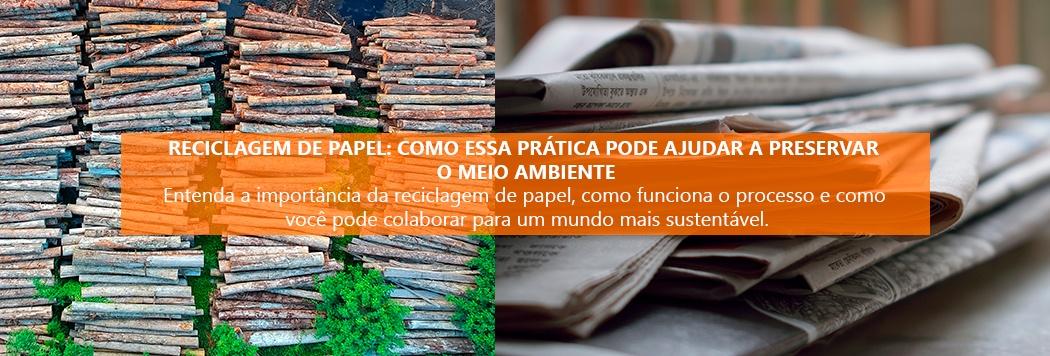 RECICLAGEM DE PAPEL: COMO ESSA PRÁTICA PODE AJUDAR A PRESERVAR
O MEIO AMBIENTE
Entenda a importância da reciclagem de papel, como funciona o processo e como
você pode colaborar para um mundo mais sustentável.